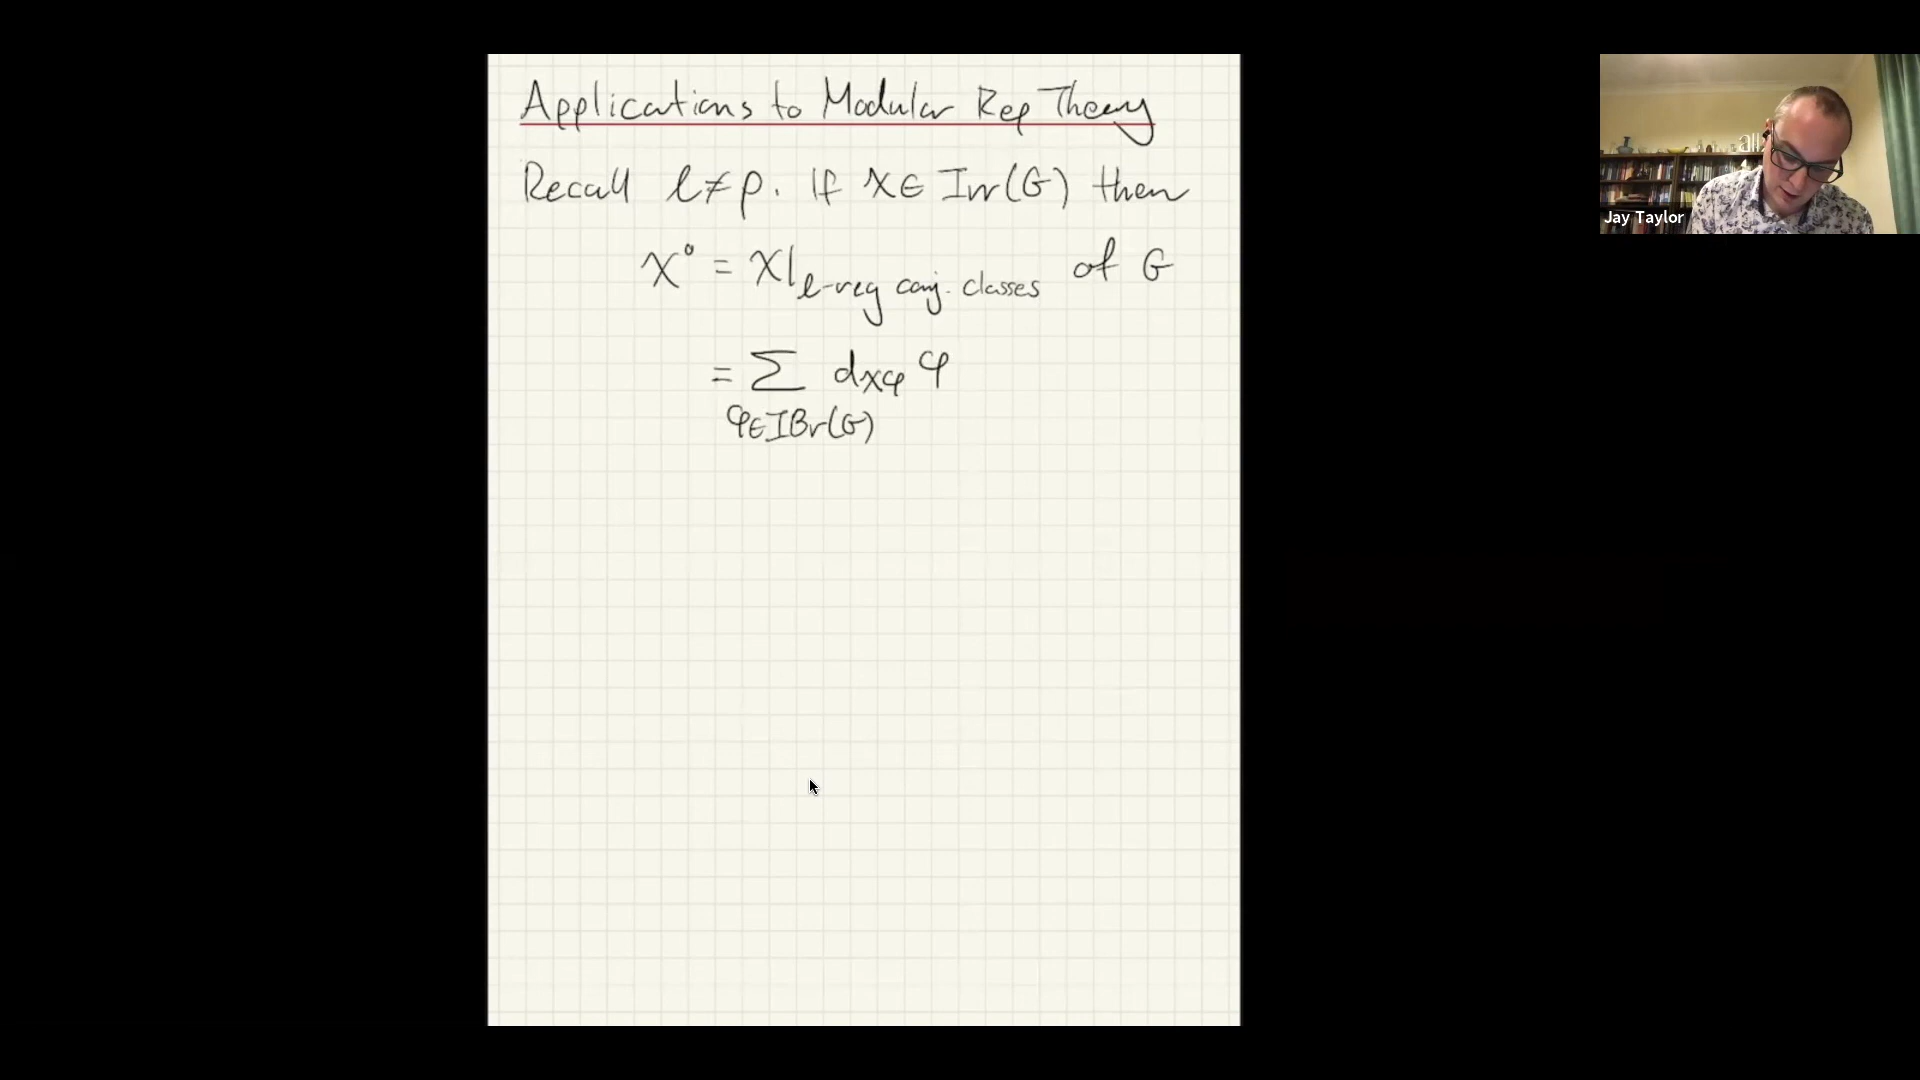 Applications to Modular Rep Theory
Recall ℓ≠p. If χ∈ Irr(G) then
χ° = χ|ℓ-reg conj. classes of G
= Σ dχφ φ
φ∈IBr(G)
Jay Taylor